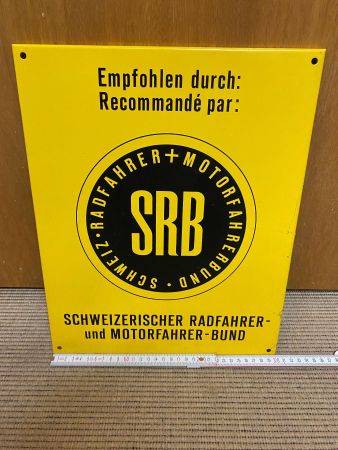 Empfohlen durch:
Recommandé par:
SCHWEIZ·RADFAHRER+MOTORFAHRERBUND·
SRB
SCHWEIZERISCHER RADFAHRER-
und MOTORFAHRER-BUND